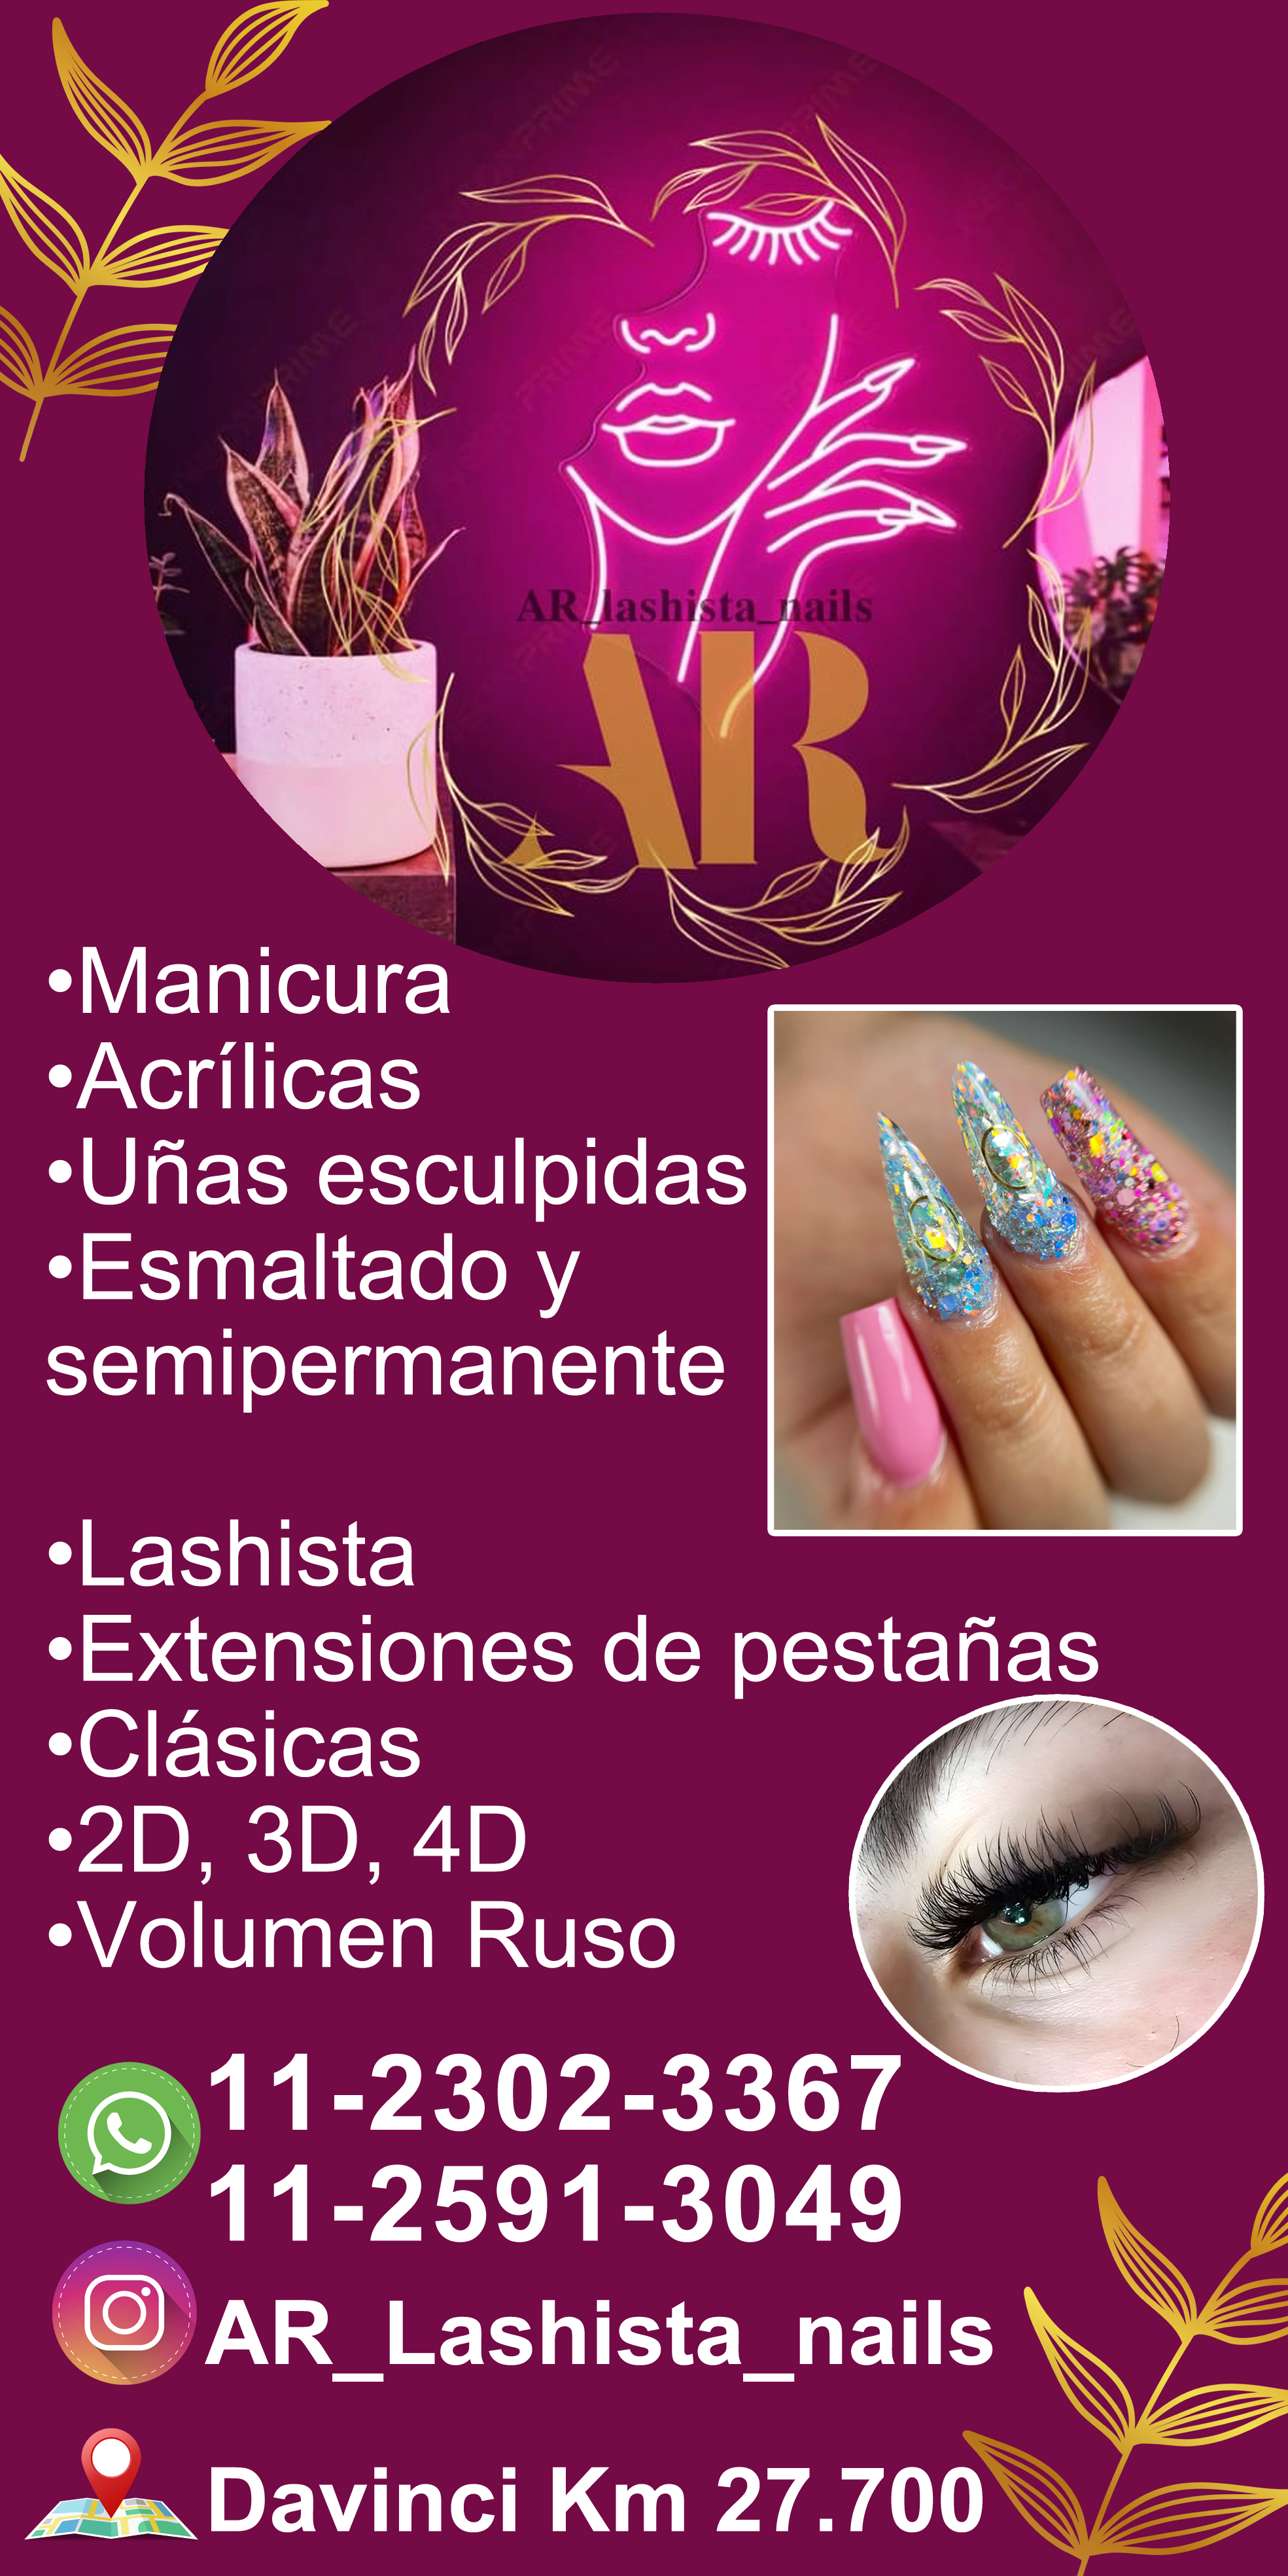 AR_lashista_nails
AR
•Manicura
•Acrílicas
•Uñas esculpidas
•Esmaltado y
semipermanente
•Lashista
•Extensiones de pestañas
•Clásicas
•2D, 3D, 4D
•Volumen Ruso
11-2302-3367
11-2591-3049
AR_Lashista_nails
Davinci Km 27.700